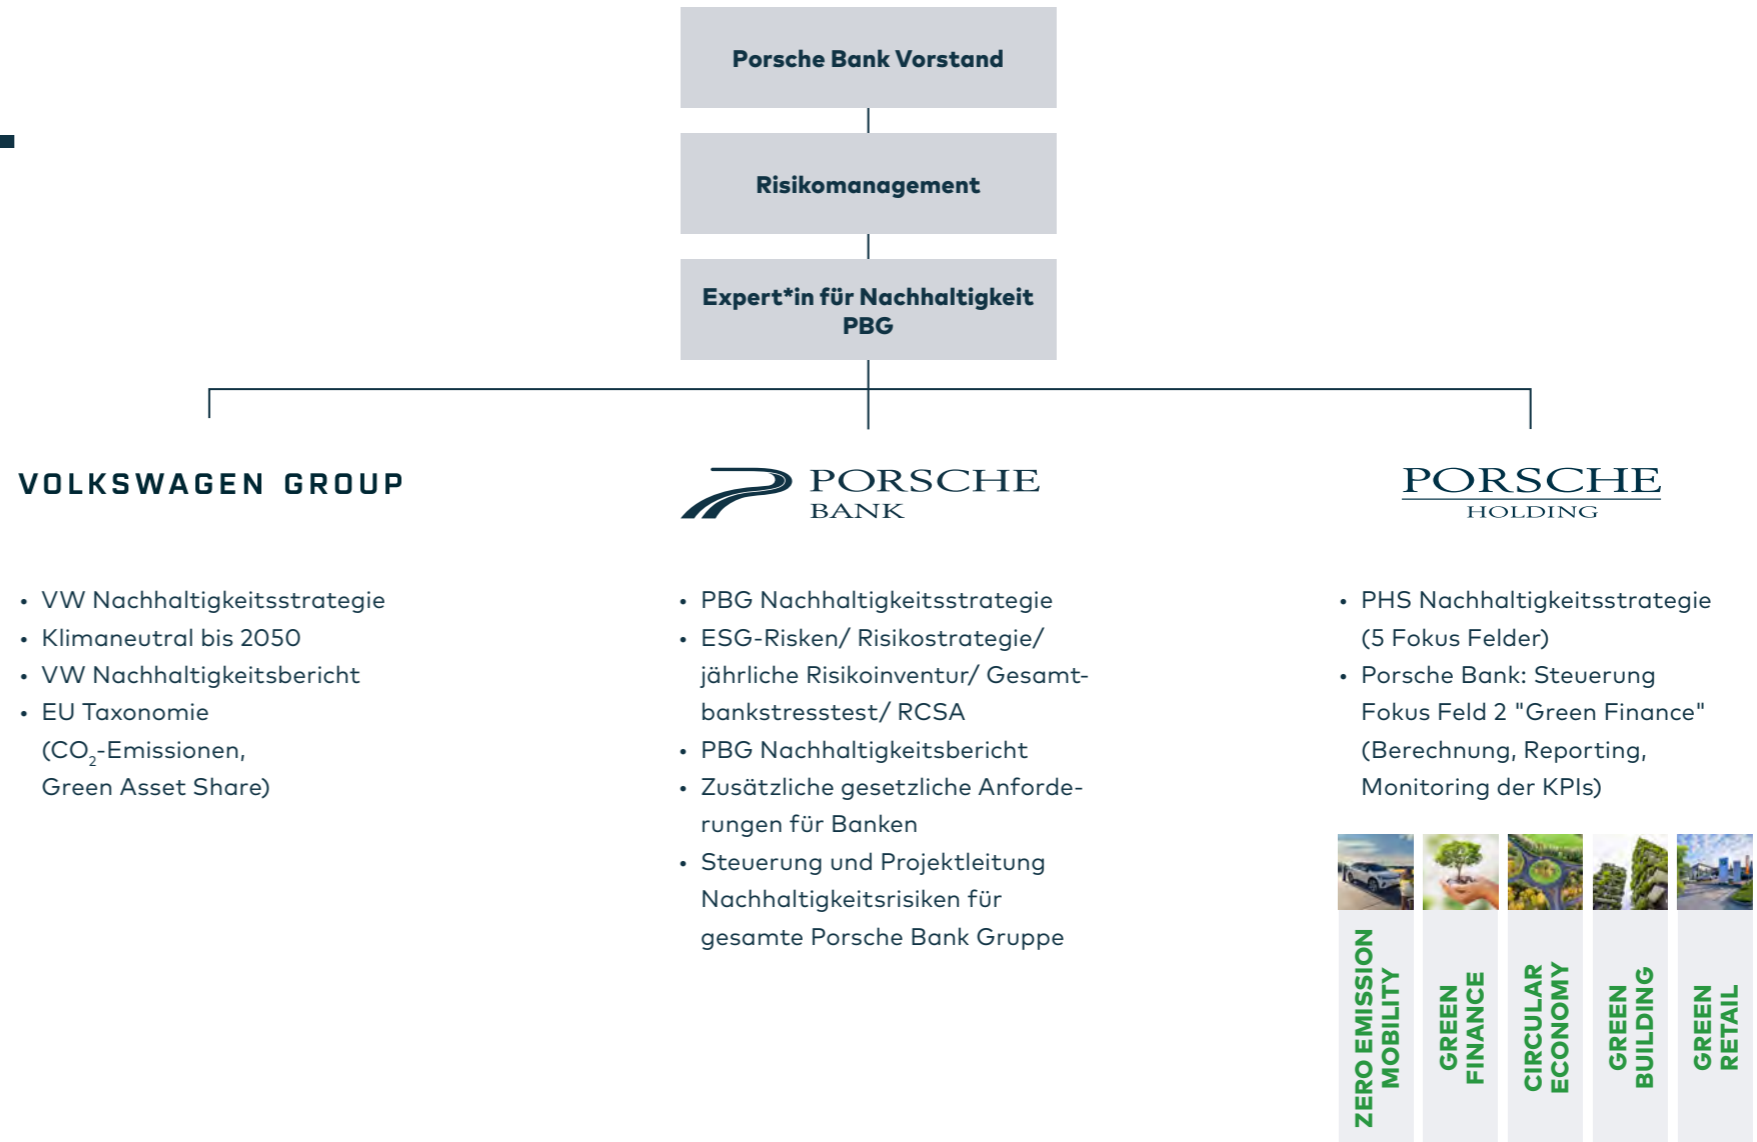 Porsche Bank Vorstand
Risikomanagement
Expert*in für Nachhaltigkeit
PBG
VOLKSWAGEN GROUP
• VW Nachhaltigkeitsstrategie
• Klimaneutral bis 2050
• VW Nachhaltigkeitsbericht
• EU Taxonomie
(CO₂-Emissionen,
Green Asset Share)
PORSCHE
BANK
• PBG Nachhaltigkeitsstrategie
• ESG-Risken/ Risikostrategie/
jährliche Risikoinventur/ Gesamt-
bankstresstest/ RCSA
• PBG Nachhaltigkeitsbericht
• Zusätzliche gesetzliche Anforde-
rungen für Banken
• Steuerung und Projektleitung
Nachhaltigkeitsrisiken für
gesamte Porsche Bank Gruppe
PORSCHE
HOLDING
• PHS Nachhaltigkeitsstrategie
(5 Fokus Felder)
• Porsche Bank: Steuerung
Fokus Feld 2 "Green Finance"
(Berechnung, Reporting,
Monitoring der KPIs)
ZERO EMISSION
MOBILITY
GREEN
FINANCE
CIRCULAR
ECONOMY
GREEN
BUILDING
GREEN
RETAIL